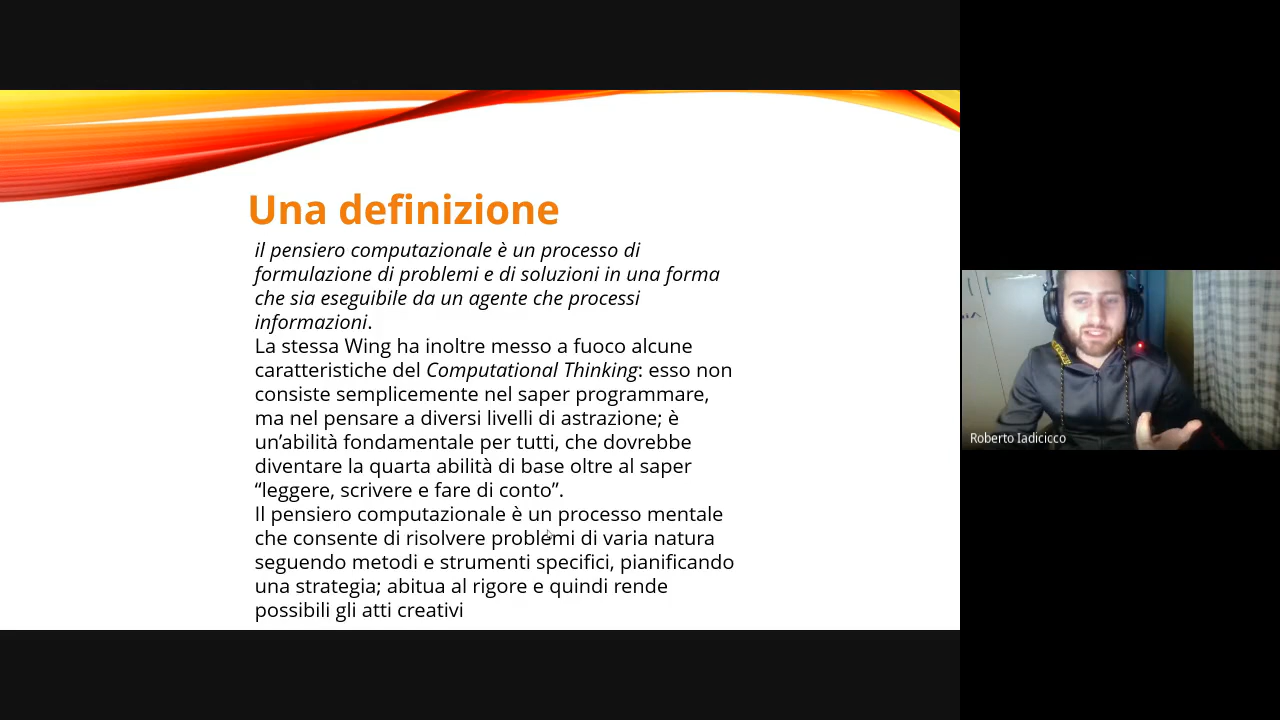 Una definizione
il pensiero computazionale è un processo di
formulazione di problemi e di soluzioni in una forma
che sia eseguibile da un agente che processi
informazioni.
La stessa Wing ha inoltre messo a fuoco alcune
caratteristiche del Computational Thinking: esso non
consiste semplicemente nel saper programmare,
ma nel pensare a diversi livelli di astrazione; è
un’abilità fondamentale per tutti, che dovrebbe
diventare la quarta abilità di base oltre al saper
“leggere, scrivere e fare di conto”.
Il pensiero computazionale è un processo mentale
che consente di risolvere problemi di varia natura
seguendo metodi e strumenti specifici, pianificando
una strategia; abitua al rigore e quindi rende
possibili gli atti creativi
Roberto Iadicicco